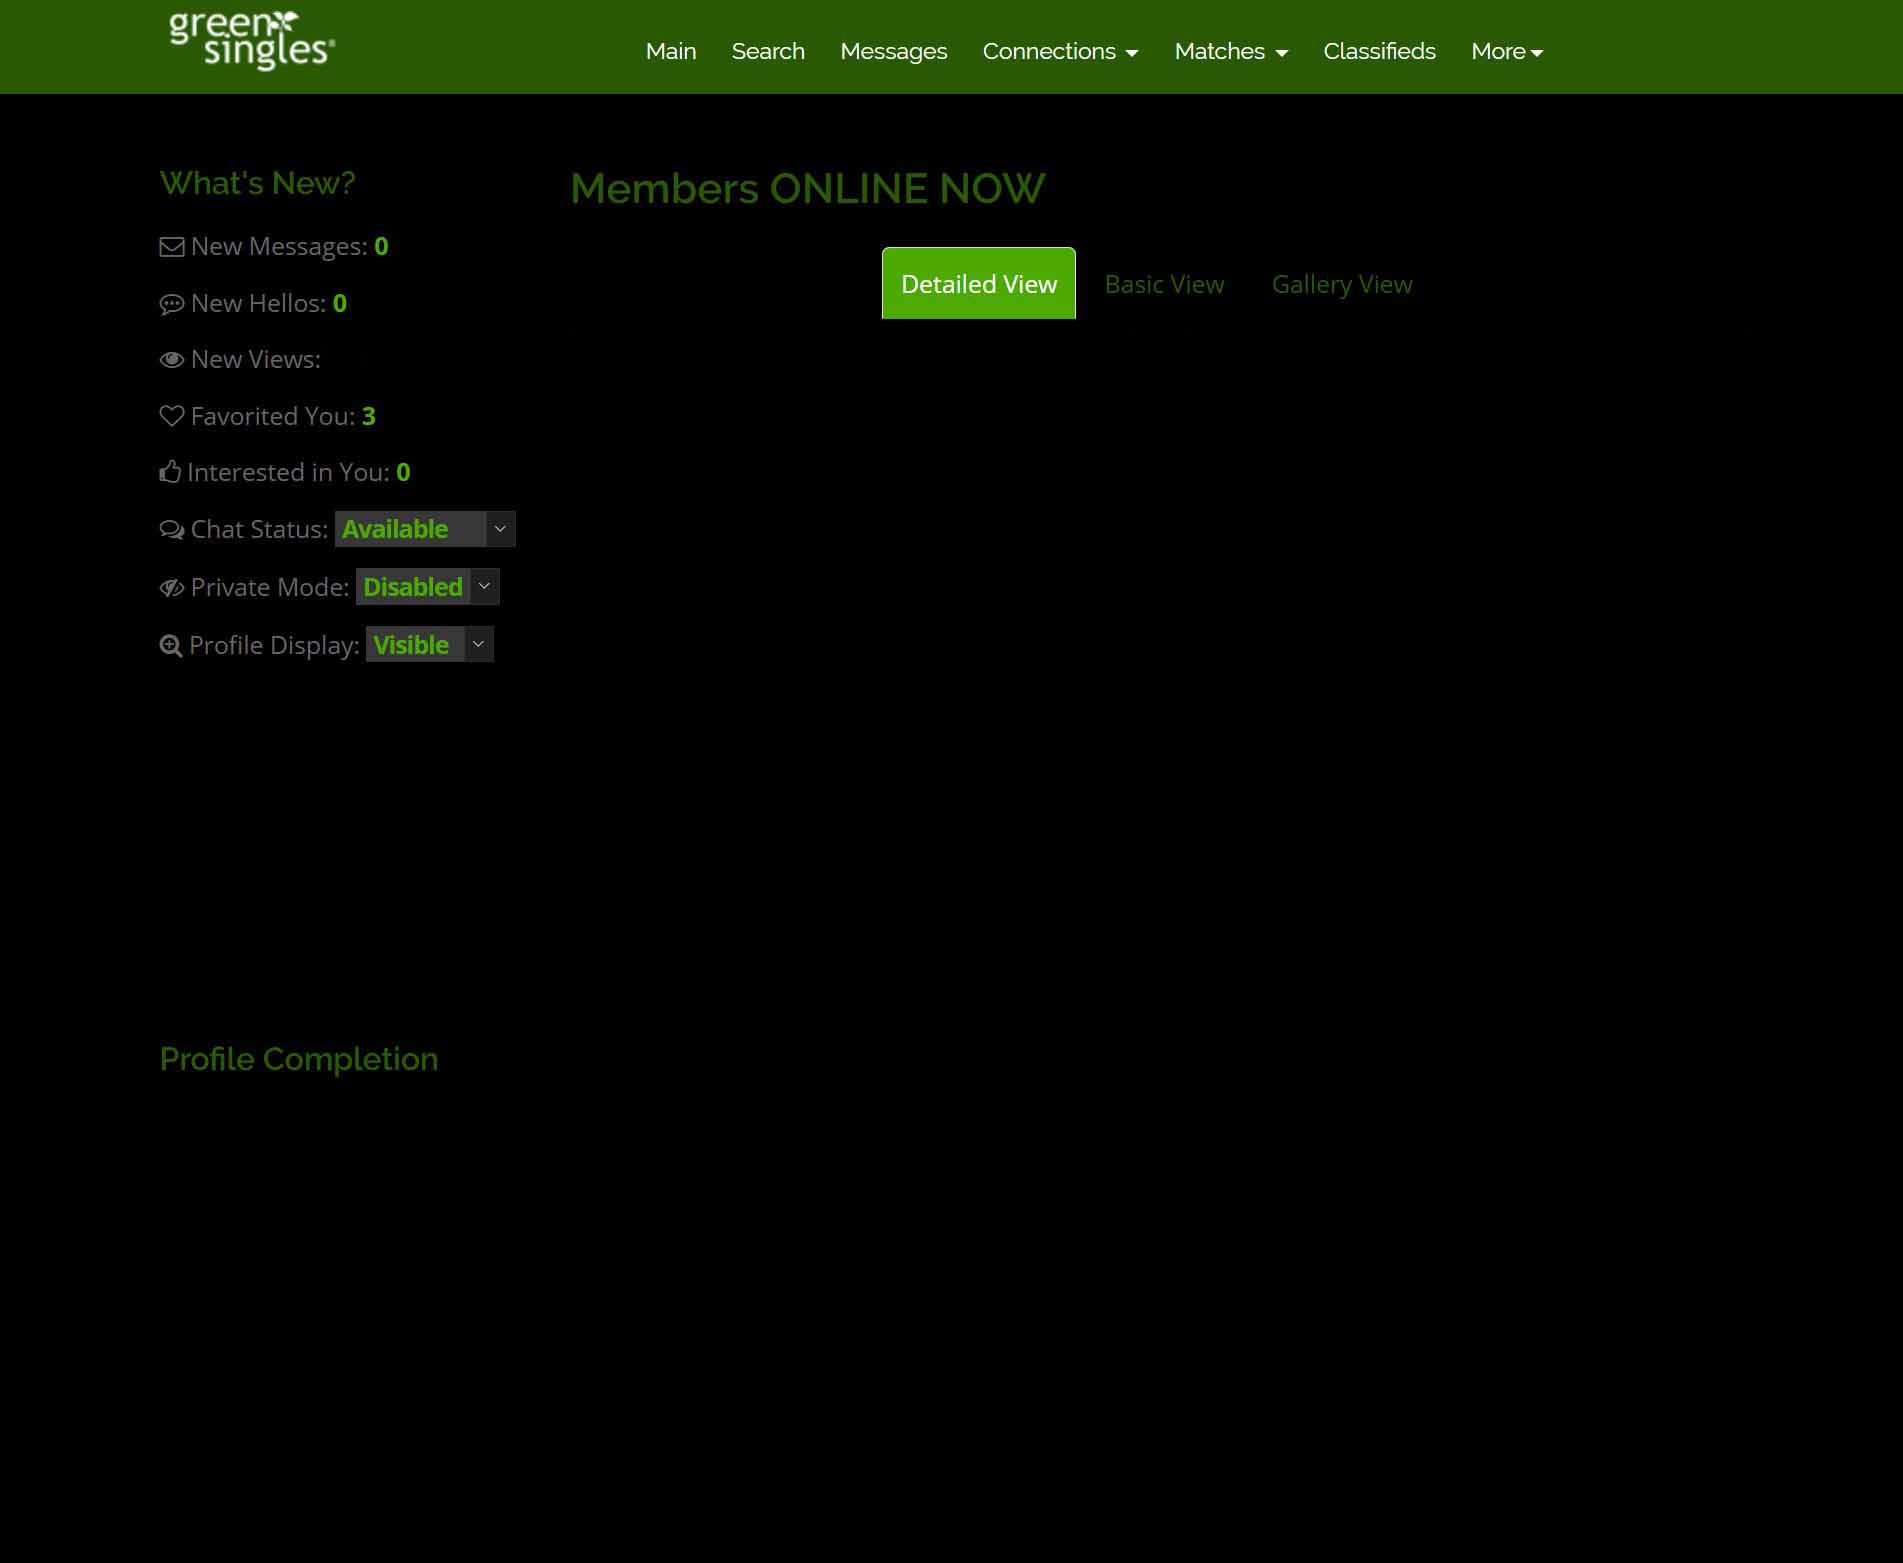 green
singles®
Main Search Messages Connections Matches Classifieds More
What's New?
New Messages: 0
New Hellos: 0
New Views:
Favorited You: 3
Interested in You: 0
Chat Status: Available
Private Mode: Disabled
Profile Display: Visible
Profile Completion
Members ONLINE NOW
Detailed View Basic View Gallery View